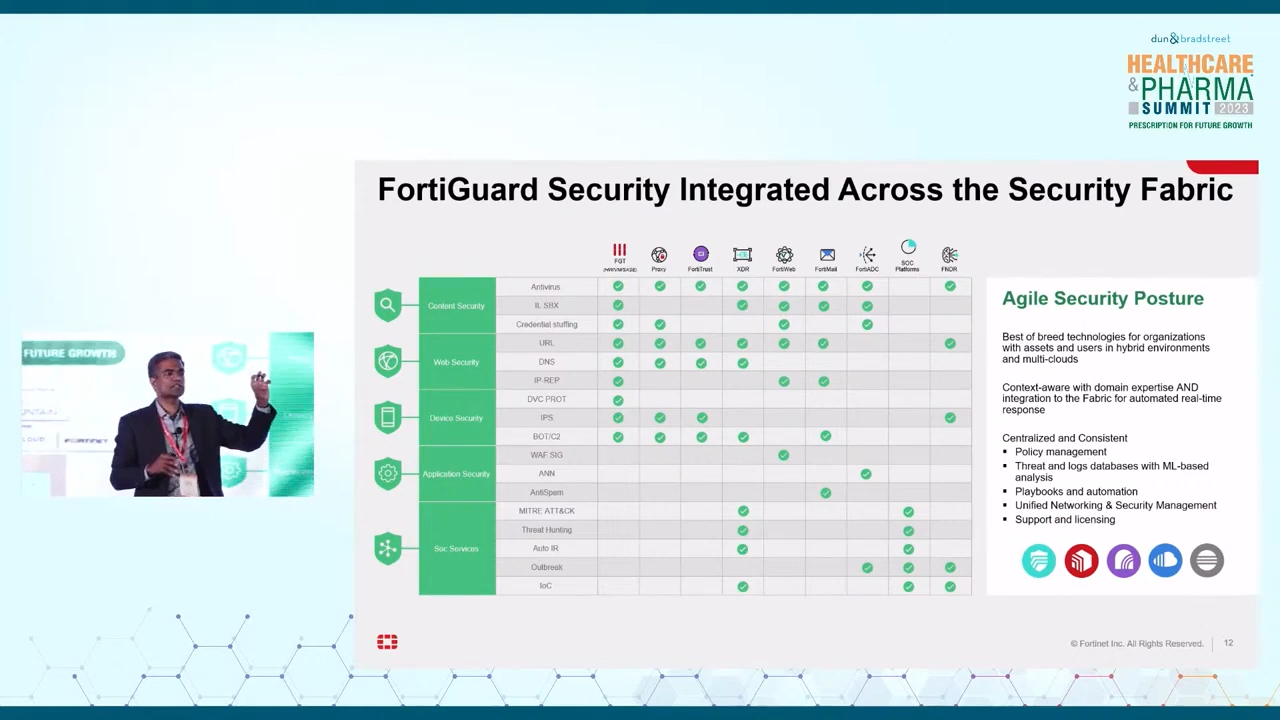 dun&bradstreet
HEALTHCARE
& PHARMA
SUMMIT 2023
PRESCRIPTION FOR FUTURE GROWTH
FortiGuard Security Integrated Across the Security Fabric
FGT Proxy FortiTrust XDR FortiWeb FortiMail FortiADC SOC Platforms FNDR
Content Security
Antivirus
IL SBX
Credential stuffing
Web Security
URL
DNS
IP-REP
Device Security
DVC PROT
IPS
BOT/C2
Application Security
WAF SIG
ANN
AntiSpam
Soc Services
MITRE ATT&CK
Threat Hunting
Auto IR
Outbreak
IoC
Agile Security Posture
Best of breed technologies for organizations
with assets and users in hybrid environments
and multi-clouds
Context-aware with domain expertise AND
integration to the Fabric for automated real-time
response
Centralized and Consistent
▪ Policy management
▪ Threat and logs databases with ML-based
analysis
▪ Playbooks and automation
▪ Unified Networking & Security Management
▪ Support and licensing
© Fortinet Inc. All Rights Reserved. 12
FUTURE GROWTH
FORTINET